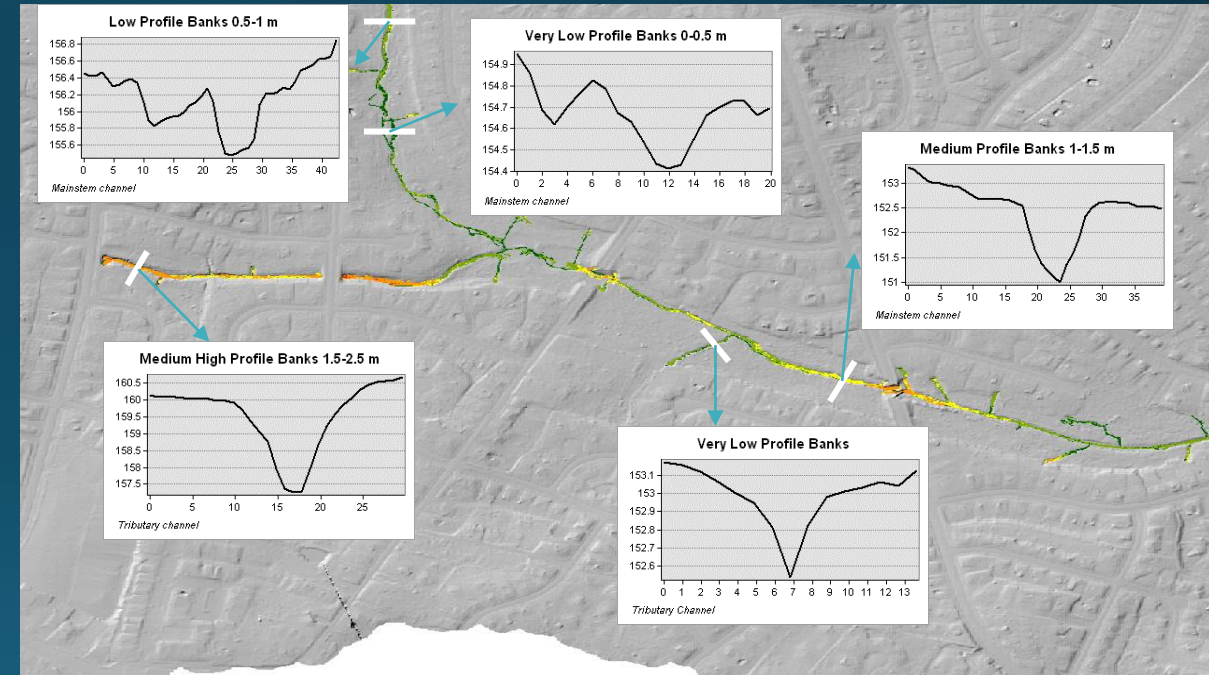 Low Profile Banks 0.5-1 m
156.8
156.6
156.4
156.2
156
155.8
155.6
0 5 10 15 20 25 30 35 40
Mainstem channel
Very Low Profile Banks 0-0.5 m
154.9
154.8
154.7
154.6
154.5
154.4
0 2 4 6 8 10 12 14 16 18 20
Mainstem channel
Medium Profile Banks 1-1.5 m
153
152.5
152
151.5
151
0 5 10 15 20 25 30 35
Mainstem channel
Medium High Profile Banks 1.5-2.5 m
160.5
160
159.5
159
158.5
158
157.5
0 5 10 15 20 25
Tributary channel
Very Low Profile Banks
153.1
153
152.9
152.8
152.7
152.6
0 1 2 3 4 5 6 7 8 9 10 11 12 13
Tributary Channel